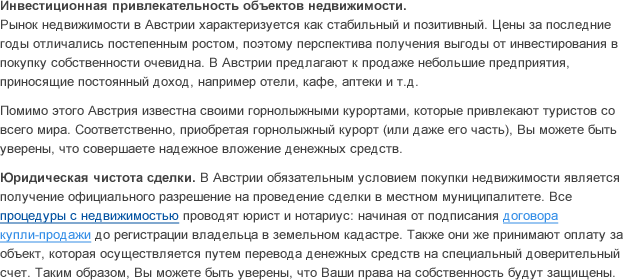 Инвестиционная привлекательность объектов недвижимости.
Рынок недвижимости в Австрии характеризуется как стабильный и позитивный. Цены за последние
годы отличались постепенным ростом, поэтому перспектива получения выгоды от инвестирования в
покупку собственности очевидна. В Австрии предлагают к продаже небольшие предприятия,
приносящие постоянный доход, например отели, кафе, аптеки и т.д.
Помимо этого Австрия известна своими горнолыжными курортами, которые привлекают туристов со
всего мира. Соответственно, приобретая горнолыжный курорт (или даже его часть), Вы можете быть
уверены, что совершаете надежное вложение денежных средств.
Юридическая чистота сделки. В Австрии обязательным условием покупки недвижимости является
получение официального разрешение на проведение сделки в местном муниципалитете. Все
процедуры с недвижимостью проводят юрист и нотариус: начиная от подписания договора
купли-продажи до регистрации владельца в земельном кадастре. Также они же принимают оплату за
объект, которая осуществляется путем перевода денежных средств на специальный доверительный
счет. Таким образом, Вы можете быть уверены, что Ваши права на собственность будут защищены.